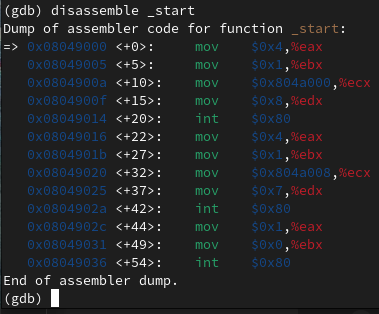 (gdb) disassemble _start
Dump of assembler code for function _start:
=> 0x08049000 <+0>:     mov    $0x4,%eax
   0x08049005 <+5>:     mov    $0x1,%ebx
   0x0804900a <+10>:    mov    $0x804a000,%ecx
   0x0804900f <+15>:    mov    $0x8,%edx
   0x08049014 <+20>:    int    $0x80
   0x08049016 <+22>:    mov    $0x4,%eax
   0x0804901b <+27>:    mov    $0x1,%ebx
   0x08049020 <+32>:    mov    $0x804a008,%ecx
   0x08049025 <+37>:    mov    $0x7,%edx
   0x0804902a <+42>:    int    $0x80
   0x0804902c <+44>:    mov    $0x1,%eax
   0x08049031 <+49>:    mov    $0x0,%ebx
   0x08049036 <+54>:    int    $0x80
End of assembler dump.
(gdb)